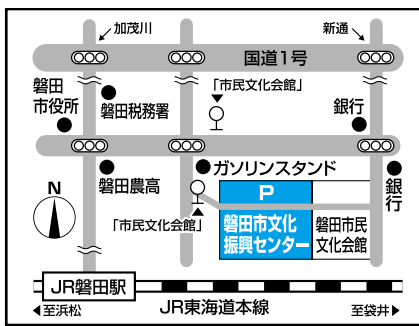 加茂川
新通
国道1号
磐田
市役所
磐田税務署
「市民文化会館」
銀行
磐田農高
ガソリンスタンド
銀行
N
P
「市民文化会館」
磐田市文化
振興センター
磐田市民
文化会館
JR磐田駅
至浜松
JR東海道本線
至袋井